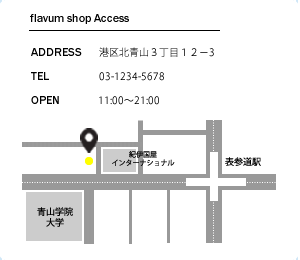 flavum shop Access
ADDRESS 港区北青山３丁目１２－3
TEL 03-1234-5678
OPEN 11:00〜21:00
紀伊国屋
インターナショナル
表参道駅
青山学院
大学